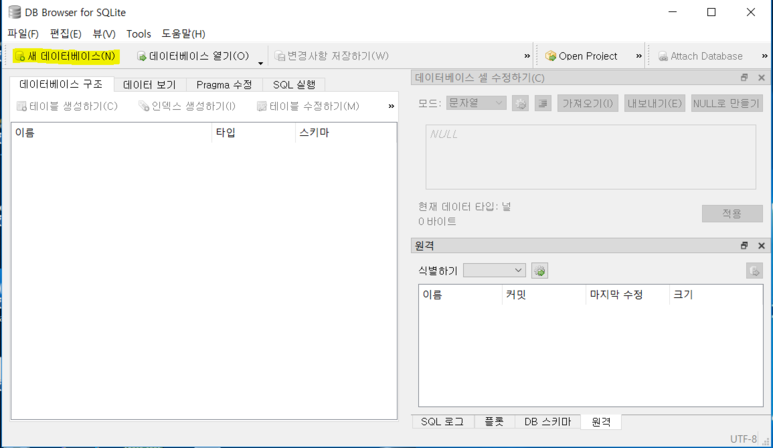 DB Browser for SQLite
파일(F) 편집(E) 뷰(V) Tools 도움말(H)
새 데이터베이스(N) 데이터베이스 열기(O) 변경사항 저장하기(W) » Open Project » Attach Database »
데이터베이스 구조 데이터 보기 Pragma 수정 SQL 실행
테이블 생성하기(C) 인덱스 생성하기(I) 테이블 수정하기(M) »
이름 타입 스키마
데이터베이스 셀 수정하기(C)
모드: 문자열 가져오기(I) 내보내기(E) NULL로 만들기
NULL
현재 데이터 타입: 널
0 바이트
적용
원격
식별하기
이름 커밋 마지막 수정 크기
SQL 로그 플롯 DB 스키마 원격
UTF-8